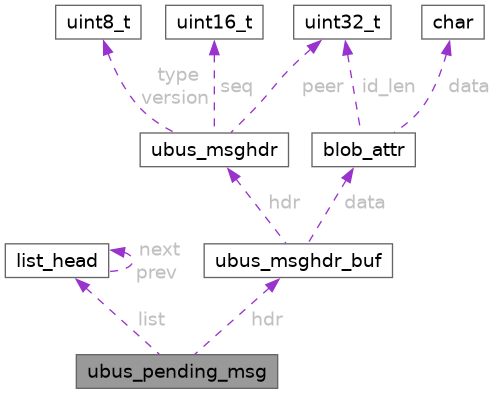 uint8_t
uint16_t
uint32_t
char
type
version
seq
peer
id_len
data
ubus_msghdr
blob_attr
hdr
data
list_head
next
prev
ubus_msghdr_buf
list
hdr
ubus_pending_msg